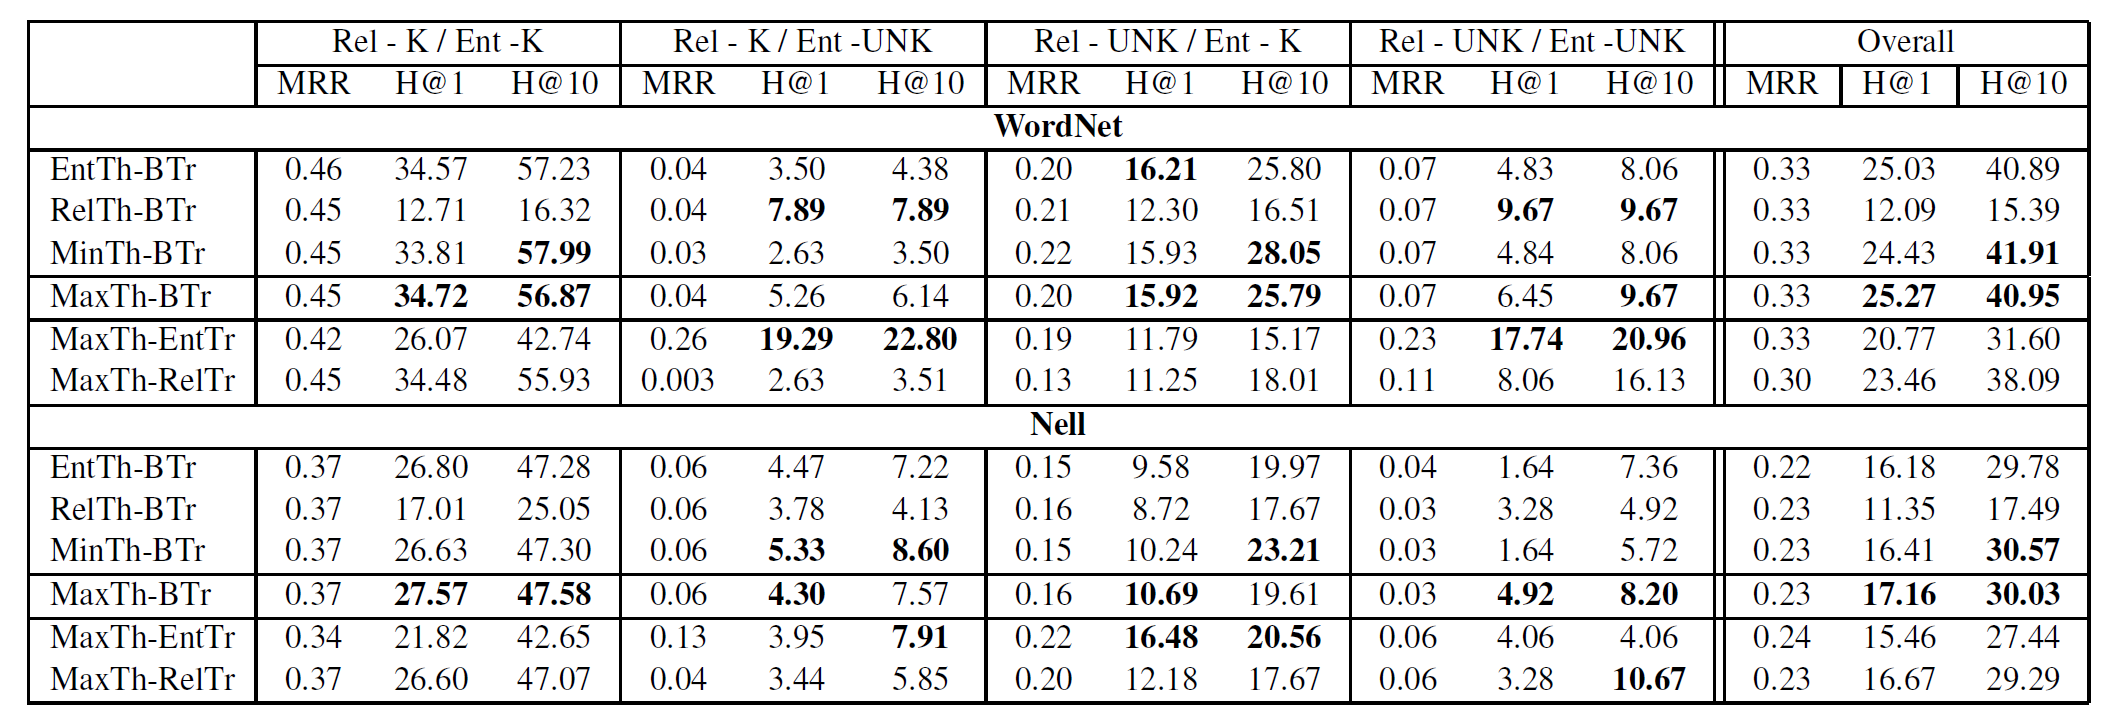 Rel - K / Ent -K Rel - K / Ent -UNK Rel - UNK / Ent - K Rel - UNK / Ent -UNK Overall
MRR H@1 H@10 MRR H@1 H@10 MRR H@1 H@10 MRR H@1 H@10 MRR H@1 H@10
WordNet
EntTh-BTr 0.46 34.57 57.23 0.04 3.50 4.38 0.20 16.21 25.80 0.07 4.83 8.06 0.33 25.03 40.89
RelTh-BTr 0.45 12.71 16.32 0.04 7.89 7.89 0.21 12.30 16.51 0.07 9.67 9.67 0.33 12.09 15.39
MinTh-BTr 0.45 33.81 57.99 0.03 2.63 3.50 0.22 15.93 28.05 0.07 4.84 8.06 0.33 24.43 41.91
MaxTh-BTr 0.45 34.72 56.87 0.04 5.26 6.14 0.20 15.92 25.79 0.07 6.45 9.67 0.33 25.27 40.95
MaxTh-EntTr 0.42 26.07 42.74 0.26 19.29 22.80 0.19 11.79 15.17 0.23 17.74 20.96 0.33 20.77 31.60
MaxTh-RelTr 0.45 34.48 55.93 0.003 2.63 3.51 0.13 11.25 18.01 0.11 8.06 16.13 0.30 23.46 38.09
Nell
EntTh-BTr 0.37 26.80 47.28 0.06 4.47 7.22 0.15 9.58 19.97 0.04 1.64 7.36 0.22 16.18 29.78
RelTh-BTr 0.37 17.01 25.05 0.06 3.78 4.13 0.16 8.72 17.67 0.03 3.28 4.92 0.23 11.35 17.49
MinTh-BTr 0.37 26.63 47.30 0.06 5.33 8.60 0.15 10.24 23.21 0.03 1.64 5.72 0.23 16.41 30.57
MaxTh-BTr 0.37 27.57 47.58 0.06 4.30 7.57 0.16 10.69 19.61 0.03 4.92 8.20 0.23 17.16 30.03
MaxTh-EntTr 0.34 21.82 42.65 0.13 3.95 7.91 0.22 16.48 20.56 0.06 4.06 4.06 0.24 15.46 27.44
MaxTh-RelTr 0.37 26.60 47.07 0.04 3.44 5.85 0.20 12.18 17.67 0.06 3.28 10.67 0.23 16.67 29.29